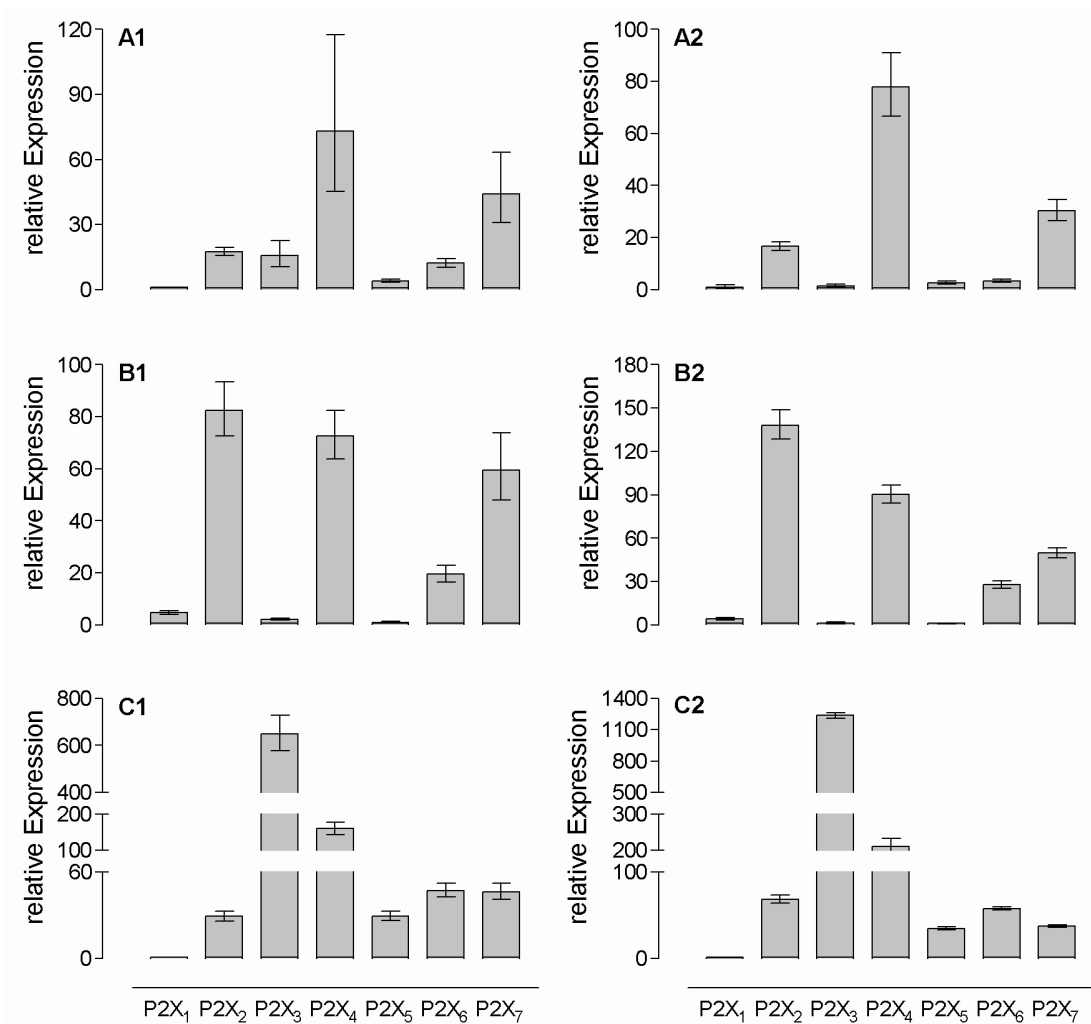 A1
relative Expression
120
90
60
30
0
A2
relative Expression
100
80
60
40
20
0
B1
relative Expression
100
80
60
40
20
0
B2
relative Expression
180
150
120
90
60
30
0
C1
relative Expression
800
600
400
200
100
60
0
C2
relative Expression
1400
1100
800
500
300
200
100
0
P2X₁ P2X₂ P2X₃ P2X₄ P2X₅ P2X₆ P2X₇
P2X₁ P2X₂ P2X₃ P2X₄ P2X₅ P2X₆ P2X₇